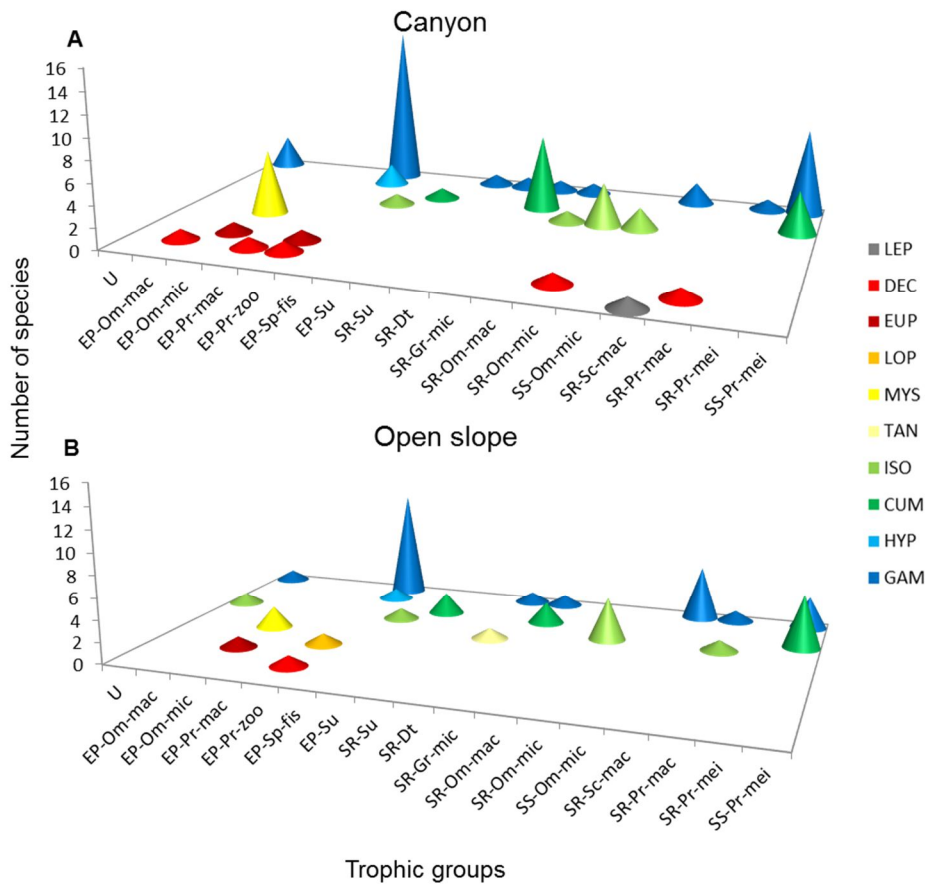 Canyon
A
16
14
12
10
8
6
4
2
0
U
EP-Om-mac
EP-Om-mic
EP-Pr-mac
EP-Pr-zoo
EP-Sp-fis
EP-Su
SR-Su
SR-Dt
SR-Gr-mic
SR-Om-mac
SR-Om-mic
SS-Om-mic
SR-Sc-mac
SR-Pr-mac
SR-Pr-mei
SS-Pr-mei
Number of species
LEP
DEC
EUP
LOP
MYS
TAN
ISO
CUM
HYP
GAM
Open slope
B
16
14
12
10
8
6
4
2
0
U
EP-Om-mac
EP-Om-mic
EP-Pr-mac
EP-Pr-zoo
EP-Sp-fis
EP-Su
SR-Su
SR-Dt
SR-Gr-mic
SR-Om-mac
SR-Om-mic
SS-Om-mic
SR-Sc-mac
SR-Pr-mac
SR-Pr-mei
SS-Pr-mei
Trophic groups